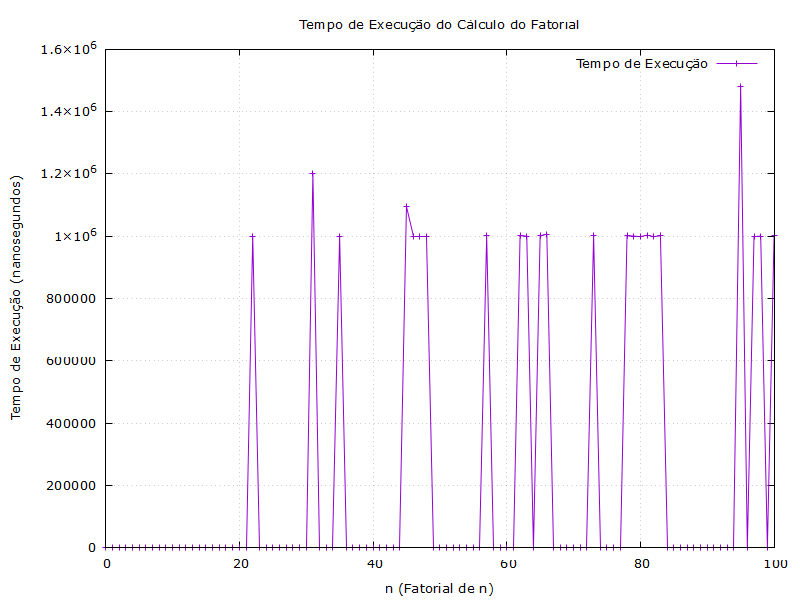 Tempo de Execução do Cálculo do Fatorial
Tempo de Execução
1.6×10⁶
1.4×10⁶
1.2×10⁶
1×10⁶
800000
600000
400000
200000
0
Tempo de Execução (nanosegundos)
0 20 40 60 80 100
n (Fatorial de n)